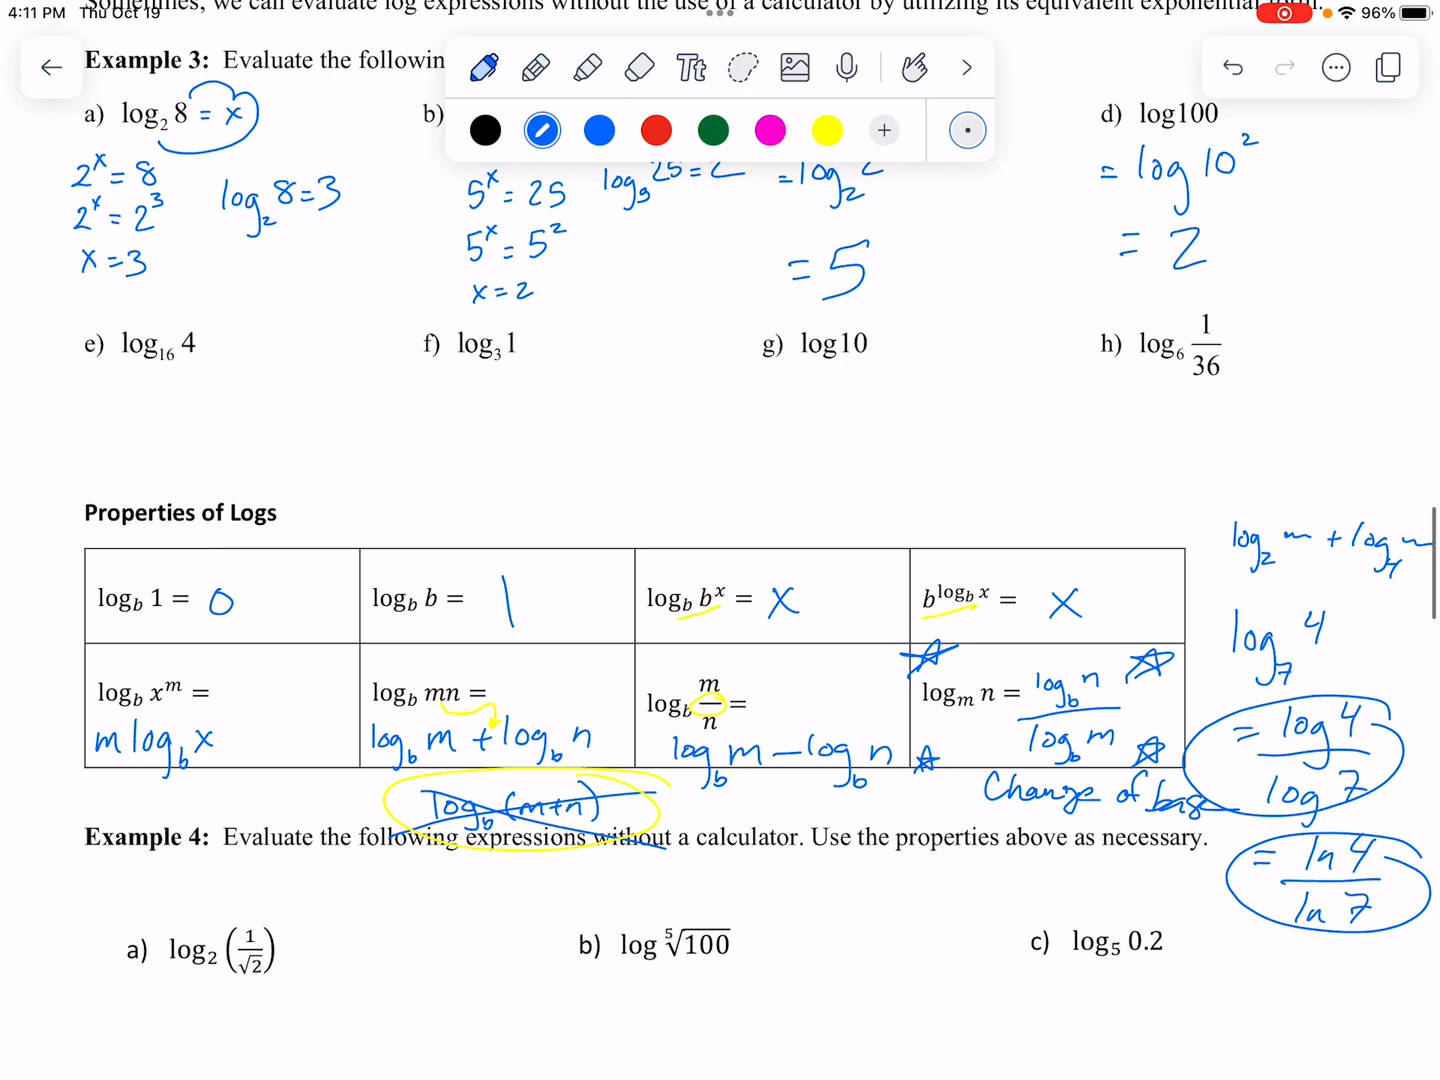 4:11 PM Thu Oct 19
96%
Sometimes, we can evaluate log expressions without the use of a calculator by utilizing its equivalent exponential form.
Example 3: Evaluate the followin
a) log₂ 8 = x
b)
d) log100
2ˣ = 8
2ˣ = 2³
x = 3
log₂ 8 = 3
5ˣ = 25
5ˣ = 5²
x = 2
25 = 2
= log₂ 2
= 5
= log 10²
= 2
e) log₁₆ 4
f) log₃ 1
g) log10
h) log₆ 1/36
Properties of Logs
log_b 1 = 0
log_b b = 1
log_b bˣ = x
b^(log_b x) = x
log_b xᵐ =
m log_b x
log_b mn =
log_b m + log_b n
log_b m/n =
log_b m – log_b n
log_m n = log_b n / log_b m
Change of base
log_b (m+n)
log₂ m + log₄ n
log₇ 4
= log 4 / log 7
= ln 4 / ln 7
Example 4: Evaluate the following expressions without a calculator. Use the properties above as necessary.
a) log₂ (1/√2)
b) log ⁵√100
c) log₅ 0.2